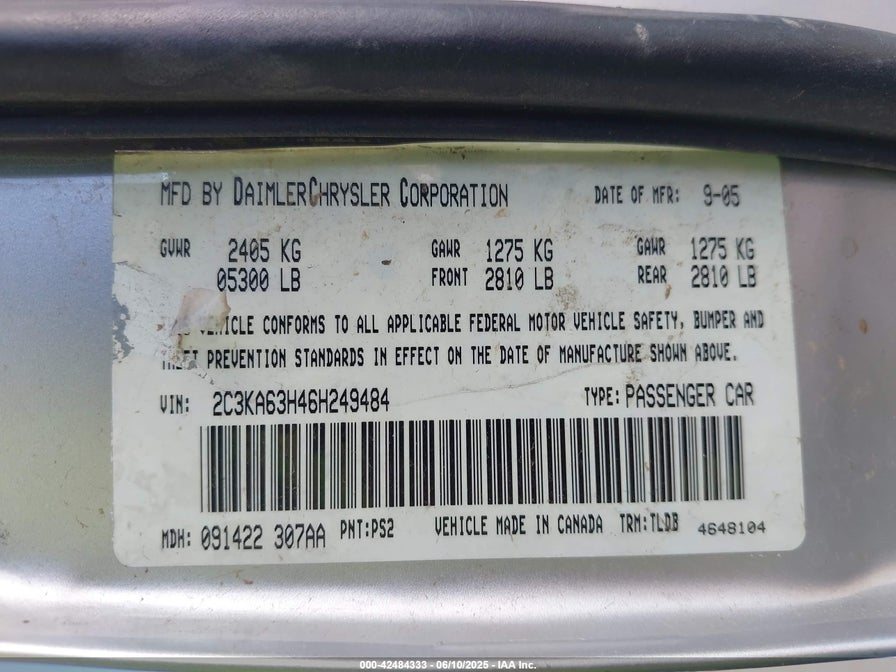 MFD BY DAIMLERCHRYSLER CORPORATION DATE OF MFR: 9-05
GVWR 2405 KG GAWR 1275 KG GAWR 1275 KG
05300 LB FRONT 2810 LB REAR 2810 LB
VEHICLE CONFORMS TO ALL APPLICABLE FEDERAL MOTOR VEHICLE SAFETY, BUMPER AND
THEFT PREVENTION STANDARDS IN EFFECT ON THE DATE OF MANUFACTURE SHOWN ABOVE.
VIN: 2C3KA63H46H249484 TYPE: PASSENGER CAR
MDH: 091422 307AA PNT:PS2 VEHICLE MADE IN CANADA TRM:TLDB 4648104
000-42484333 - 06/10/2025 - IAA Inc.